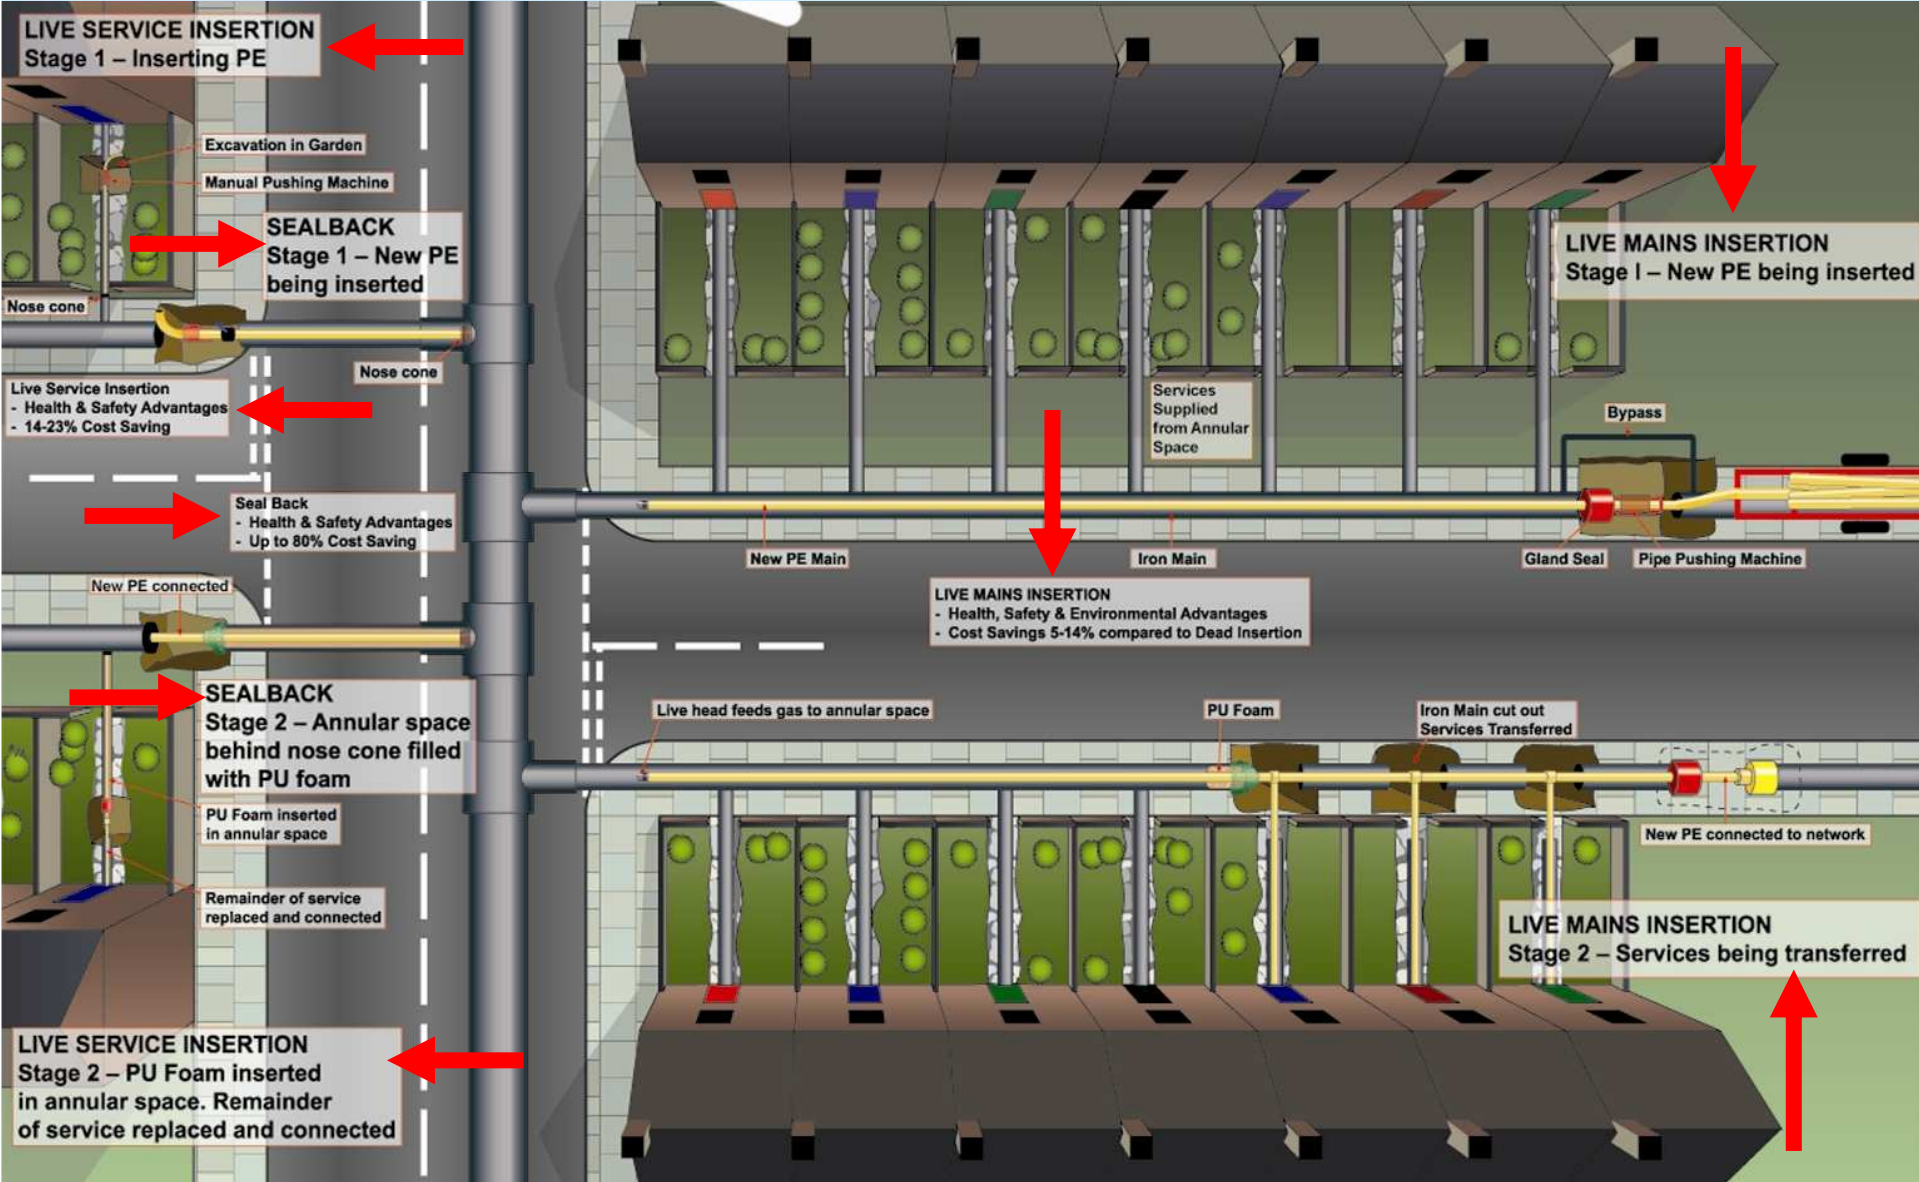 LIVE SERVICE INSERTION
Stage 1 – Inserting PE
Excavation in Garden
Manual Pushing Machine
SEALBACK
Stage 1 – New PE
being inserted
Nose cone
Nose cone
Live Service Insertion
- Health & Safety Advantages
- 14-23% Cost Saving
Seal Back
- Health & Safety Advantages
- Up to 80% Cost Saving
New PE connected
SEALBACK
Stage 2 – Annular space
behind nose cone filled
with PU foam
PU Foam inserted
in annular space
Remainder of service
replaced and connected
LIVE SERVICE INSERTION
Stage 2 – PU Foam inserted
in annular space. Remainder
of service replaced and connected
LIVE MAINS INSERTION
Stage I – New PE being inserted
Services
Supplied
from Annular
Space
Bypass
New PE Main
Iron Main
Gland Seal
Pipe Pushing Machine
LIVE MAINS INSERTION
- Health, Safety & Environmental Advantages
- Cost Savings 5-14% compared to Dead Insertion
Live head feeds gas to annular space
PU Foam
Iron Main cut out
Services Transferred
New PE connected to network
LIVE MAINS INSERTION
Stage 2 – Services being transferred